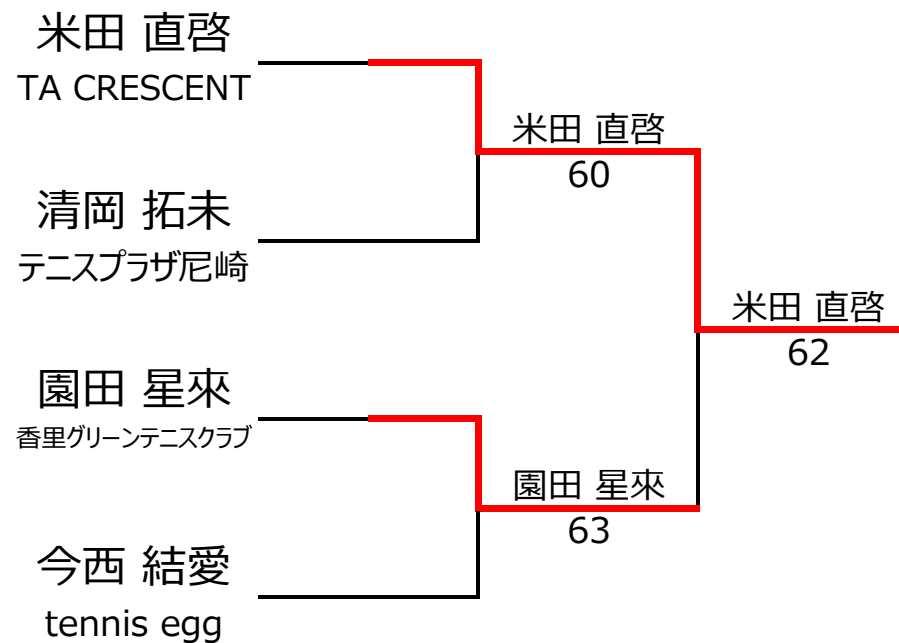 米田 直啓
TA CRESCENT
清岡 拓未
テニスプラザ尼崎
園田 星來
香里グリーンテニスクラブ
今西 結愛
tennis egg
米田 直啓
60
園田 星來
63
米田 直啓
62